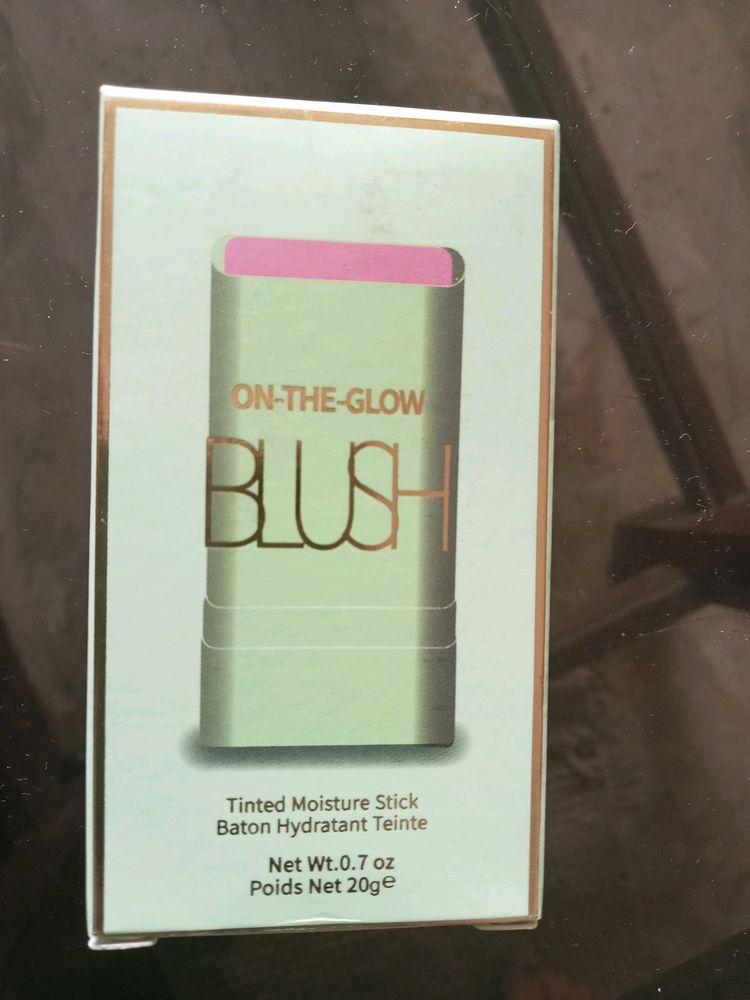 ON-THE-GLOW
BLUSH
Tinted Moisture Stick
Baton Hydratant Teinte
Net Wt.0.7 oz
Poids Net 20g℮